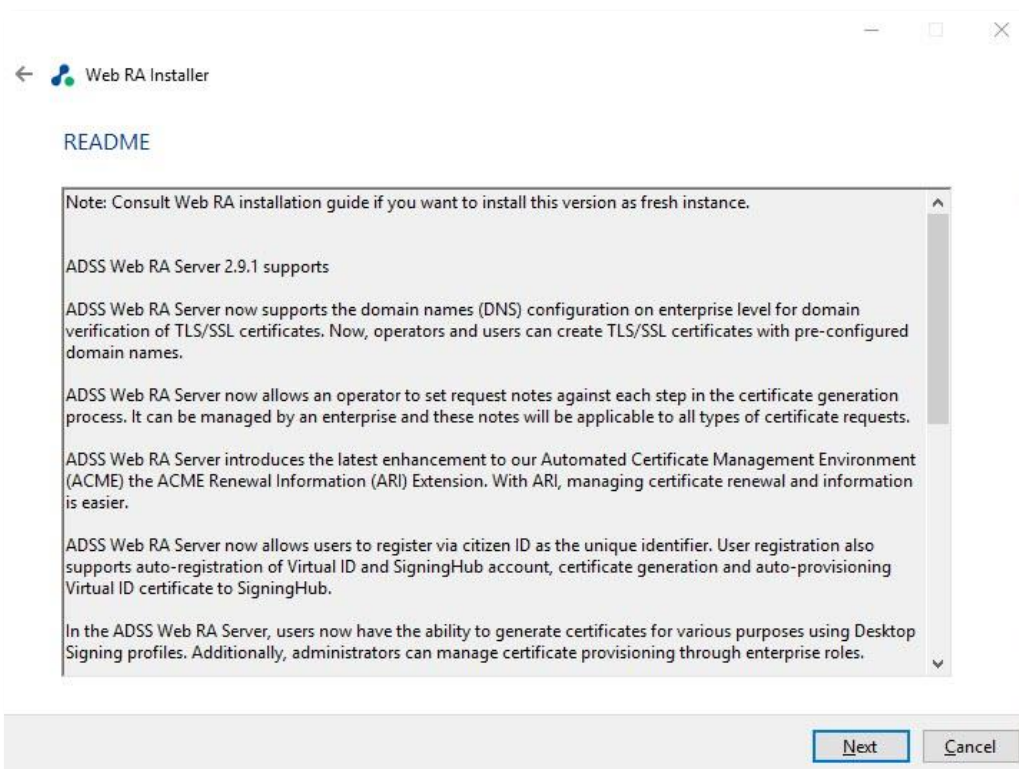 Web RA Installer
README
Note: Consult Web RA installation guide if you want to install this version as fresh instance.
ADSS Web RA Server 2.9.1 supports
ADSS Web RA Server now supports the domain names (DNS) configuration on enterprise level for domain
verification of TLS/SSL certificates. Now, operators and users can create TLS/SSL certificates with pre-configured
domain names.
ADSS Web RA Server now allows an operator to set request notes against each step in the certificate generation
process. It can be managed by an enterprise and these notes will be applicable to all types of certificate requests.
ADSS Web RA Server introduces the latest enhancement to our Automated Certificate Management Environment
(ACME) the ACME Renewal Information (ARI) Extension. With ARI, managing certificate renewal and information
is easier.
ADSS Web RA Server now allows users to register via citizen ID as the unique identifier. User registration also
supports auto-registration of Virtual ID and SigningHub account, certificate generation and auto-provisioning
Virtual ID certificate to SigningHub.
In the ADSS Web RA Server, users now have the ability to generate certificates for various purposes using Desktop
Signing profiles. Additionally, administrators can manage certificate provisioning through enterprise roles.
Next
Cancel